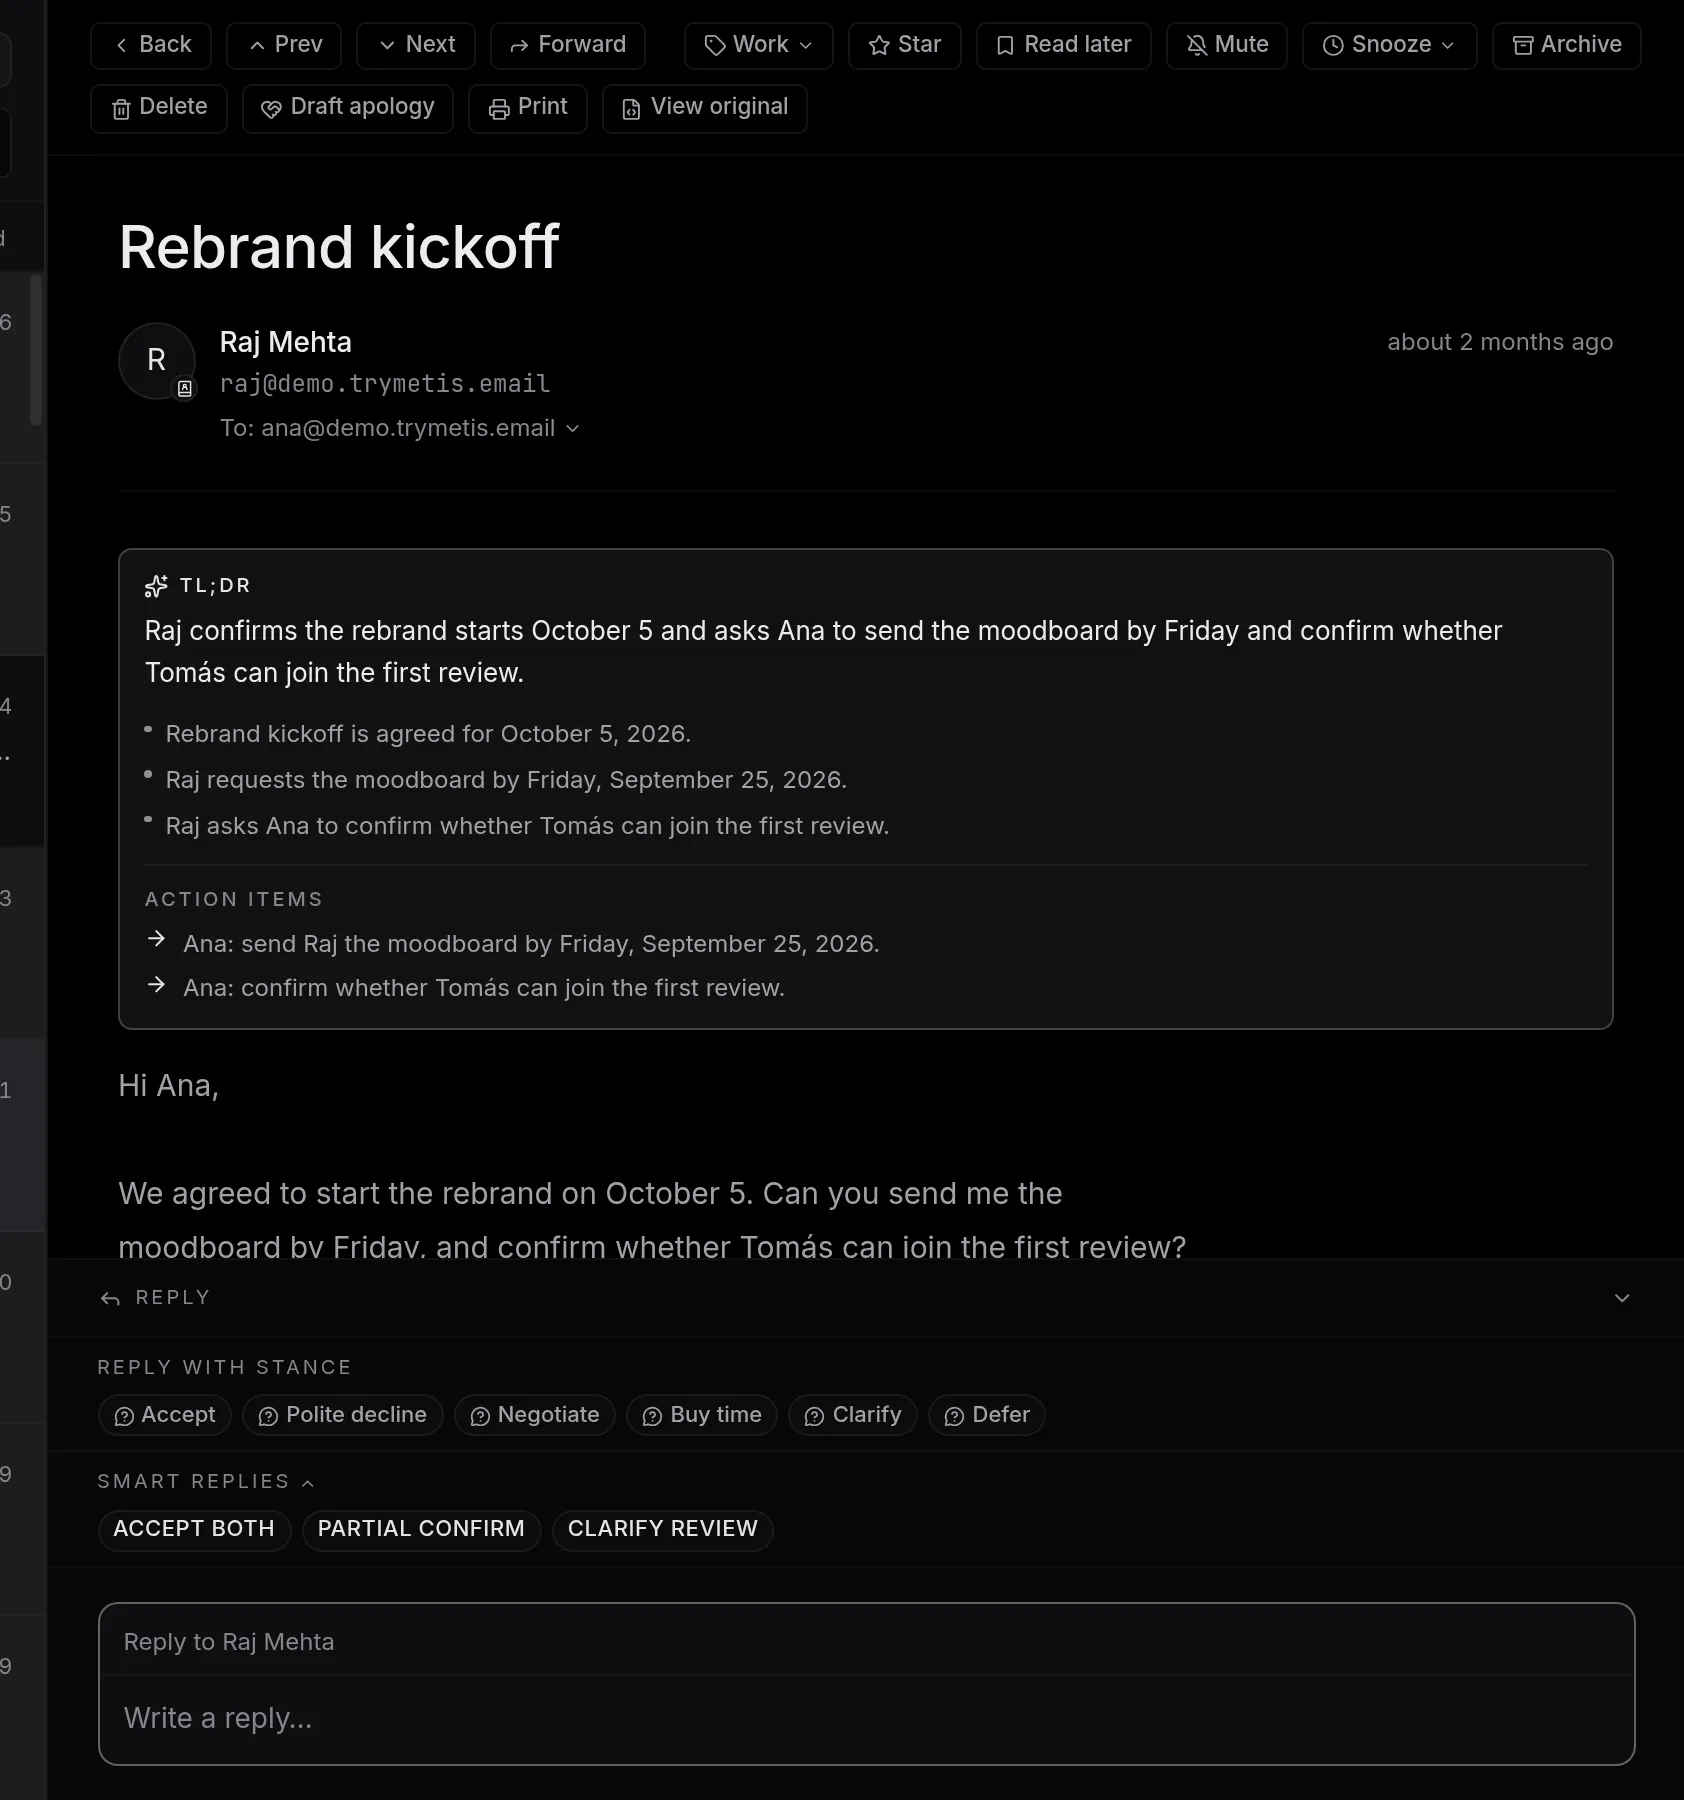 Back Prev Next Forward Work Star Read later Mute Snooze Archive
Delete Draft apology Print View original
Rebrand kickoff
R
Raj Mehta
about 2 months ago
raj@demo.trymetis.email
To: ana@demo.trymetis.email
TL;DR
Raj confirms the rebrand starts October 5 and asks Ana to send the moodboard by Friday and confirm whether
Tomás can join the first review.
Rebrand kickoff is agreed for October 5, 2026.
Raj requests the moodboard by Friday, September 25, 2026.
Raj asks Ana to confirm whether Tomás can join the first review.
ACTION ITEMS
Ana: send Raj the moodboard by Friday, September 25, 2026.
Ana: confirm whether Tomás can join the first review.
Hi Ana,
We agreed to start the rebrand on October 5. Can you send me the
moodboard by Friday, and confirm whether Tomás can join the first review?
REPLY
REPLY WITH STANCE
Accept Polite decline Negotiate Buy time Clarify Defer
SMART REPLIES
ACCEPT BOTH PARTIAL CONFIRM CLARIFY REVIEW
Reply to Raj Mehta
Write a reply...